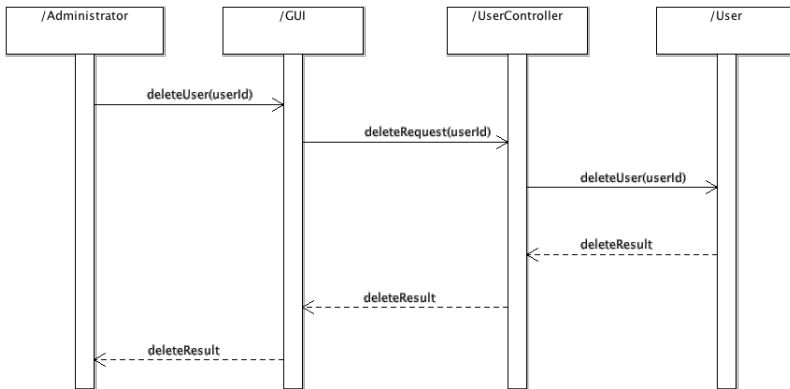 /Administrator
/GUI
/UserController
/User
deleteUser(userId)
deleteRequest(userId)
deleteUser(userId)
deleteResult
deleteResult
deleteResult